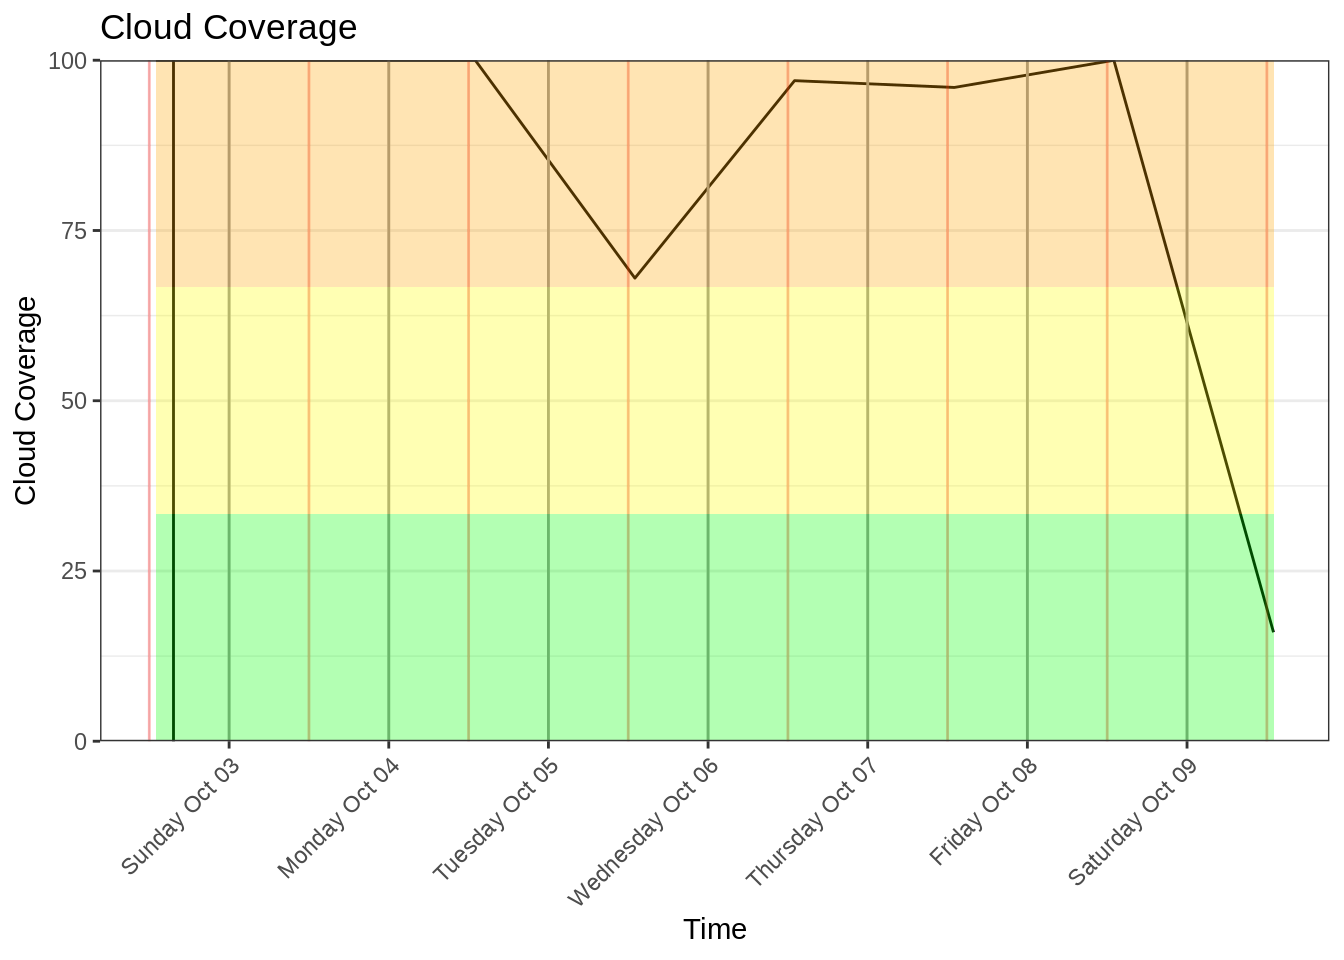 Cloud Coverage
100
75
50
25
0
Cloud Coverage
Sunday Oct 03
Monday Oct 04
Tuesday Oct 05
Wednesday Oct 06
Thursday Oct 07
Friday Oct 08
Saturday Oct 09
Time